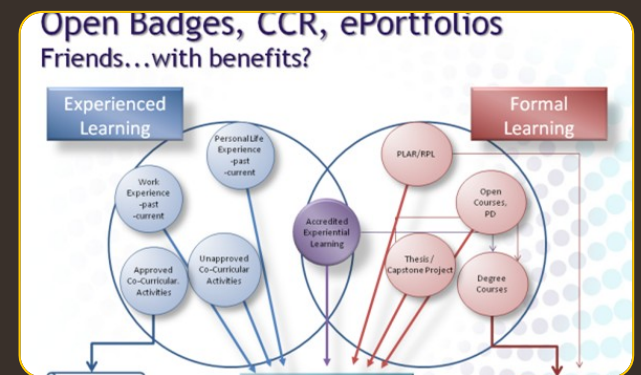 Open Badges, CCR, ePortfolios
Friends...with benefits?
Experienced
Learning
Formal
Learning
Personal Life
Experience
-past
-current
PLAR/RPL
Work
Experience
-past
-current
Open
Courses,
PD
Accredited
Experiential
Learning
Approved
Co-Curricular.
Activities
Unapproved
Co-Curricular
Activities
Thesis /
Capstone Project
Degree
Courses